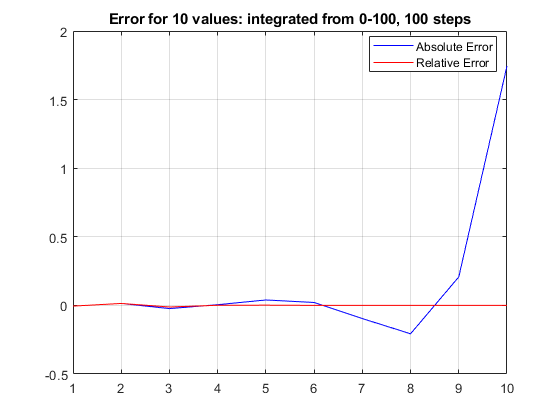 Error for 10 values: integrated from 0-100, 100 steps
2
Absolute Error
Relative Error
1.5
1
0.5
0
-0.5
1 2 3 4 5 6 7 8 9 10